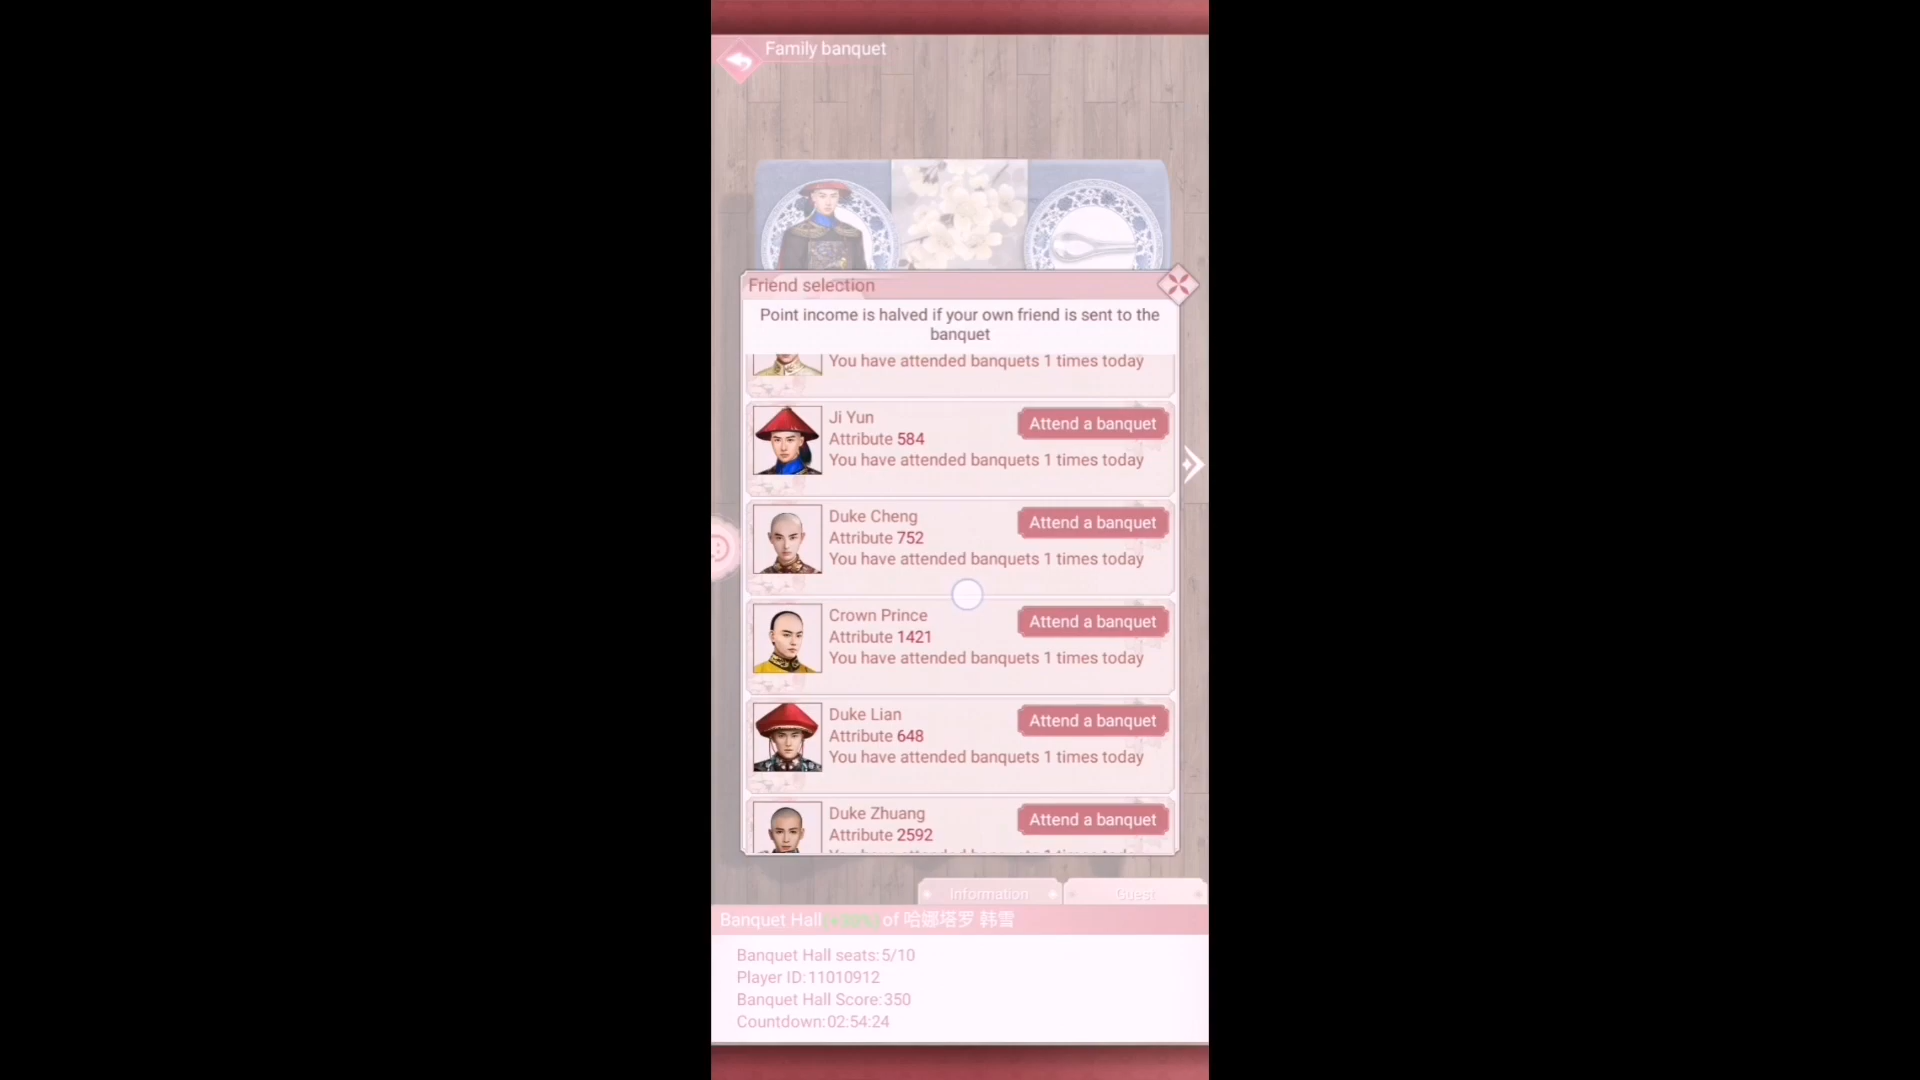 Family banquet
Friend selection
Point income is halved if your own friend is sent to the
banquet
You have attended banquets 1 times today
Ji Yun
Attend a banquet
Attribute 584
You have attended banquets 1 times today
Duke Cheng
Attend a banquet
Attribute 752
You have attended banquets 1 times today
Crown Prince
Attend a banquet
Attribute 1421
You have attended banquets 1 times today
Duke Lian
Attend a banquet
Attribute 648
You have attended banquets 1 times today
Duke Zhuang
Attend a banquet
Attribute 2592
Information
Guest
Banquet Hall of 哈娜塔罗 韩雪
Banquet Hall seats:5/10
Player ID:11010912
Banquet Hall Score:350
Countdown:02:54:24